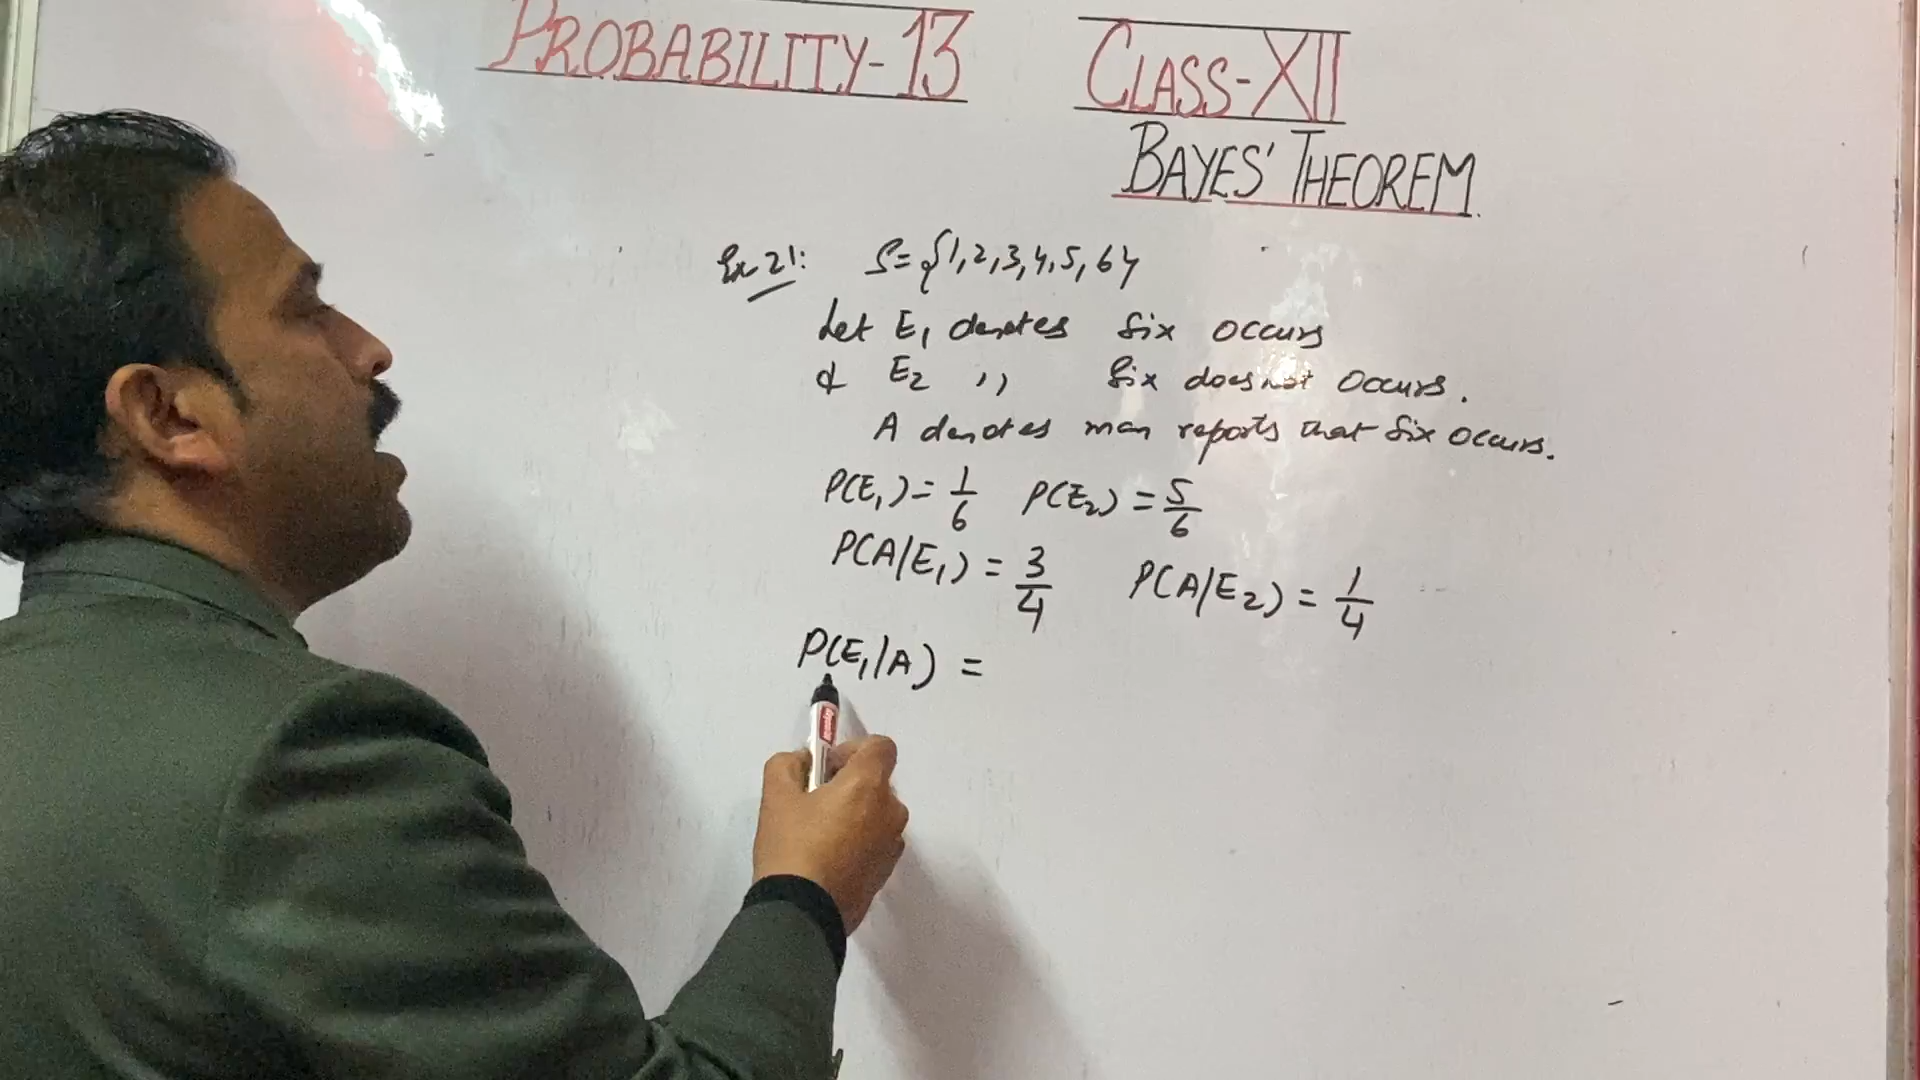 PROBABILITY-13 CLASS-XII
BAYES' THEOREM.
Ex 21: S={1,2,3,4,5,6}
Let E₁ denotes Six occurs
& E₂ ,, Six does not occurs.
A denotes man reports that Six occurs.
P(E₁)=1/6 P(E₂)=5/6
P(A/E₁)=3/4 P(A/E₂)=1/4
P(E₁/A)=